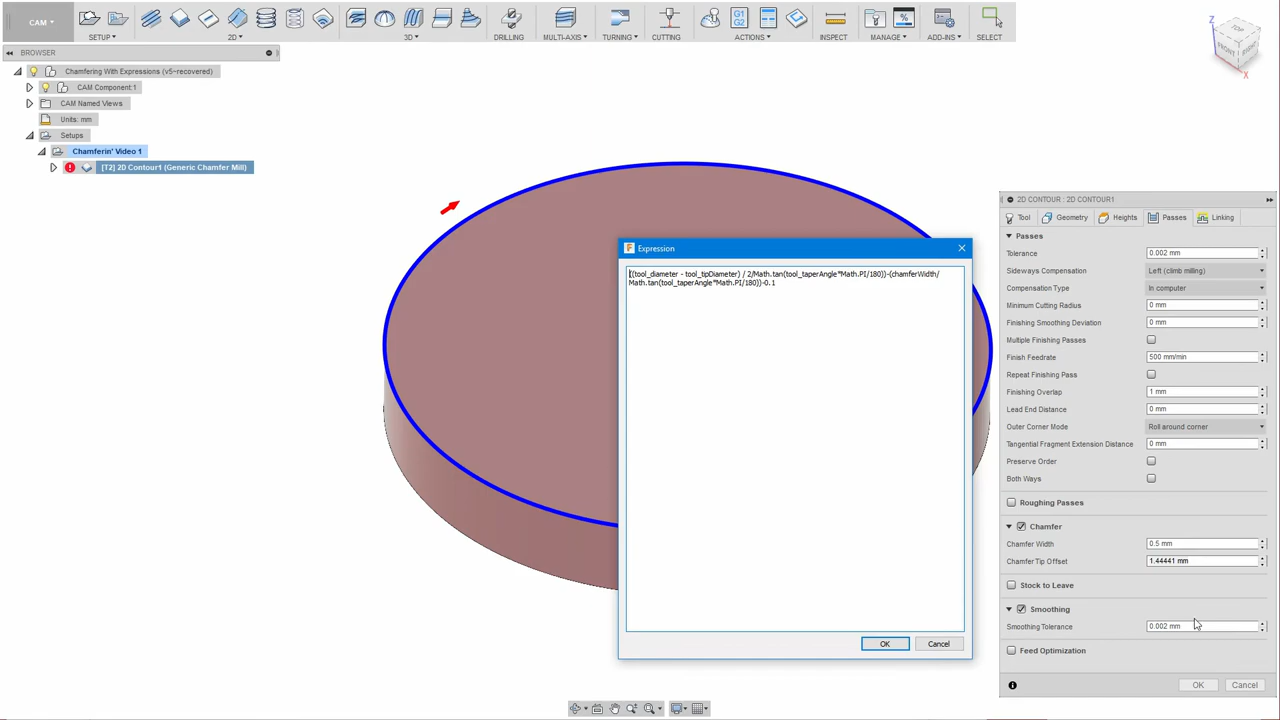 CAM
SETUP
2D
3D
DRILLING
MULTI-AXIS
TURNING
CUTTING
ACTIONS
INSPECT
MANAGE
ADD-INS
SELECT
G1
G2
%
Z
TOP
FRONT
RIGHT
X
BROWSER
Chamfering With Expressions (v5-recovered)
CAM Component:1
CAM Named Views
Units: mm
Setups
Chamferin' Video 1
[T2] 2D Contour1 (Generic Chamfer Mill)
Expression
((tool_diameter - tool_tipDiameter) / 2/Math.tan(tool_taperAngle*Math.PI/180))-(chamferWidth/
Math.tan(tool_taperAngle*Math.PI/180))-0.1
OK Cancel
2D CONTOUR : 2D CONTOUR1
Tool Geometry Heights Passes Linking
Passes
Tolerance 0.002 mm
Sideways Compensation Left (climb milling)
Compensation Type In computer
Minimum Cutting Radius 0 mm
Finishing Smoothing Deviation 0 mm
Multiple Finishing Passes
Finish Feedrate 500 mm/min
Repeat Finishing Pass
Finishing Overlap 1 mm
Lead End Distance 0 mm
Outer Corner Mode Roll around corner
Tangential Fragment Extension Distance 0 mm
Preserve Order
Both Ways
Roughing Passes
Chamfer
Chamfer Width 0.5 mm
Chamfer Tip Offset 1.44441 mm
Stock to Leave
Smoothing
Smoothing Tolerance 0.002 mm
Feed Optimization
OK Cancel